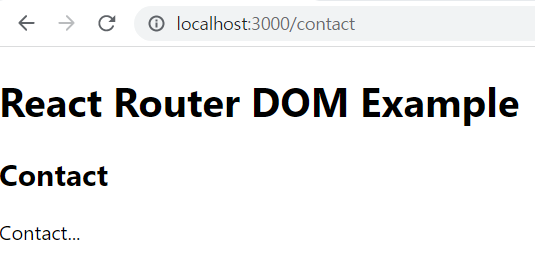 localhost:3000/contact
React Router DOM Example
Contact
Contact...